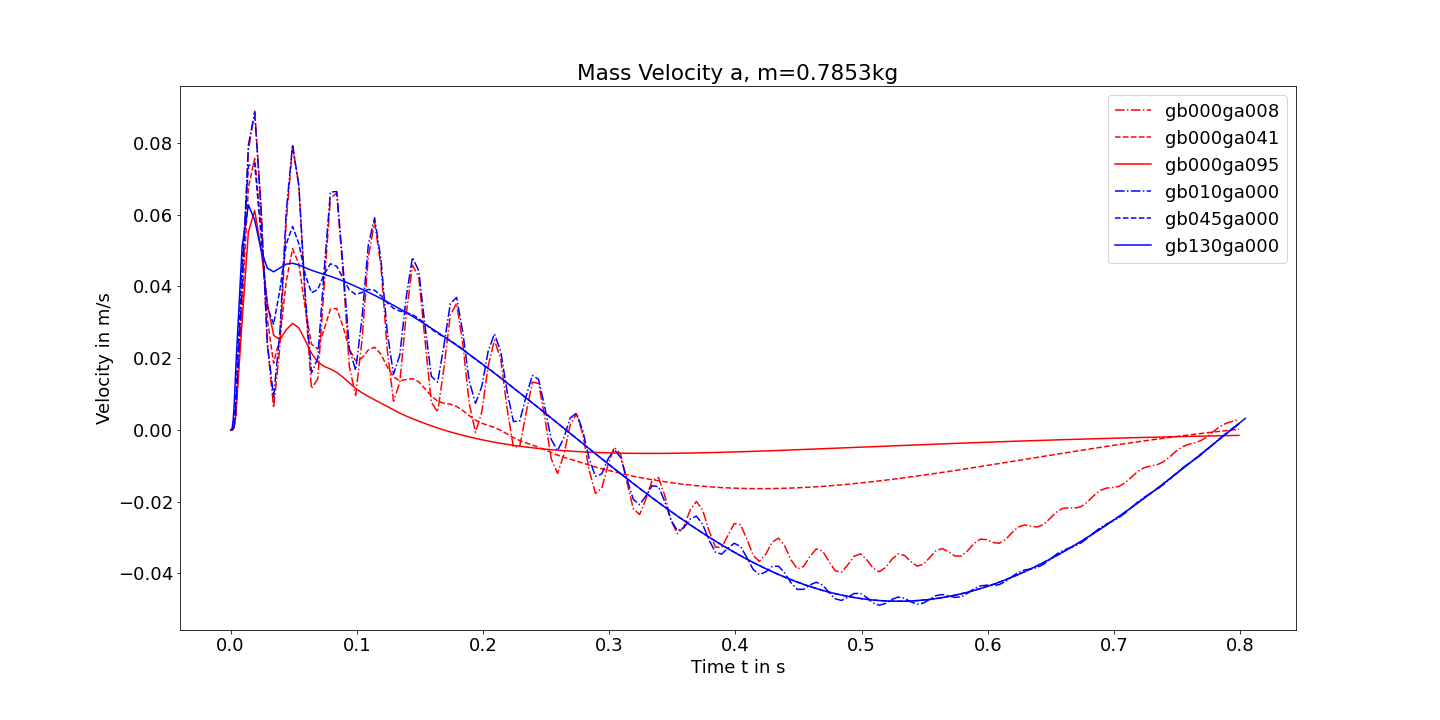 Mass Velocity a, m=0.7853kg
gb000ga008
gb000ga041
gb000ga095
gb010ga000
gb045ga000
gb130ga000
Velocity in m/s
0.08
0.06
0.04
0.02
0.00
−0.02
−0.04
0.0 0.1 0.2 0.3 0.4 0.5 0.6 0.7 0.8
Time t in s